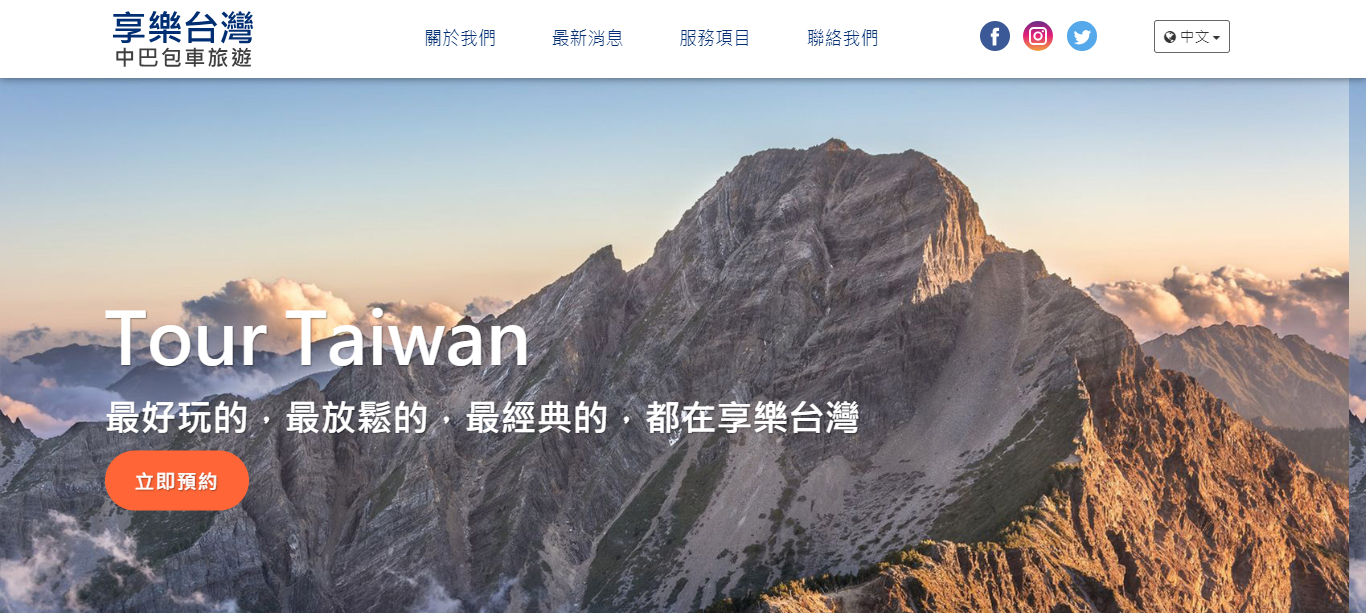 享樂台灣
中巴包車旅遊
關於我們
最新消息
服務項目
聯絡我們
中文
Tour Taiwan
最好玩的，最放鬆的，最經典的，都在享樂台灣
立即預約